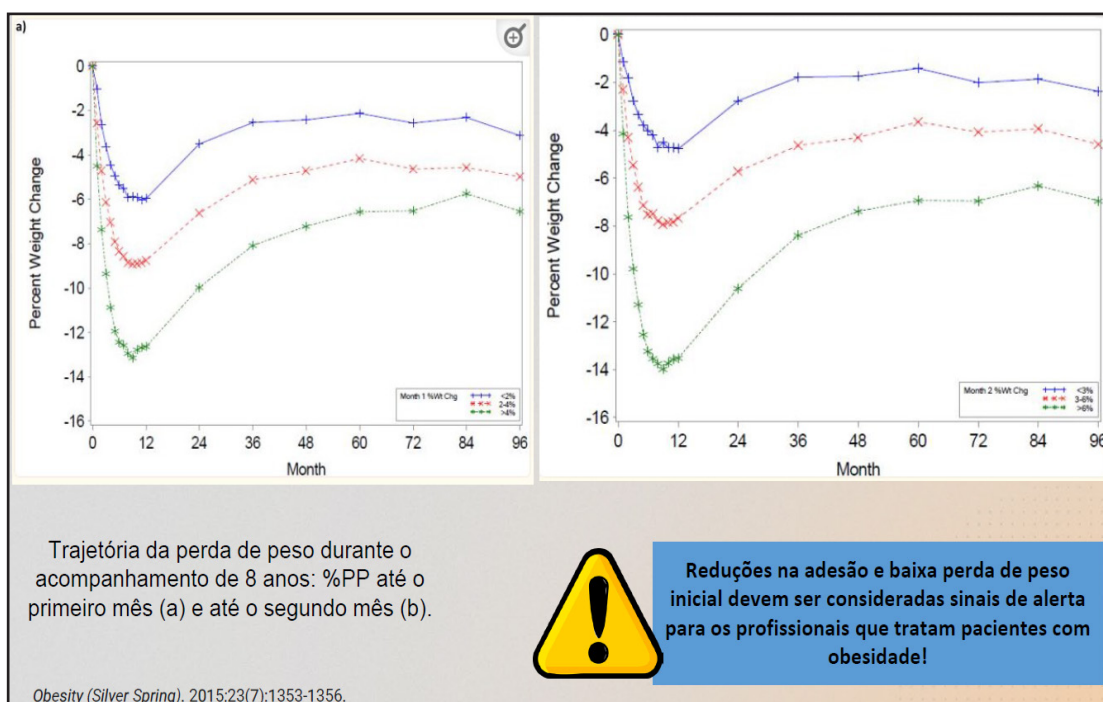 a)
0
-2
-4
-6
-8
-10
-12
-14
-16
Percent Weight Change
0 12 24 36 48 60 72 84 96
Month
Month 1 %Wt Chg
<2%
2-4%
>4%
0
-2
-4
-6
-8
-10
-12
-14
-16
Percent Weight Change
0 12 24 36 48 60 72 84 96
Month
Month 2 %Wt Chg
<3%
3-6%
>6%
Trajetória da perda de peso durante o
acompanhamento de 8 anos: %PP até o
primeiro mês (a) e até o segundo mês (b).
Reduções na adesão e baixa perda de peso
inicial devem ser consideradas sinais de alerta
para os profissionais que tratam pacientes com
obesidade!
Obesity (Silver Spring). 2015;23(7):1353-1356.